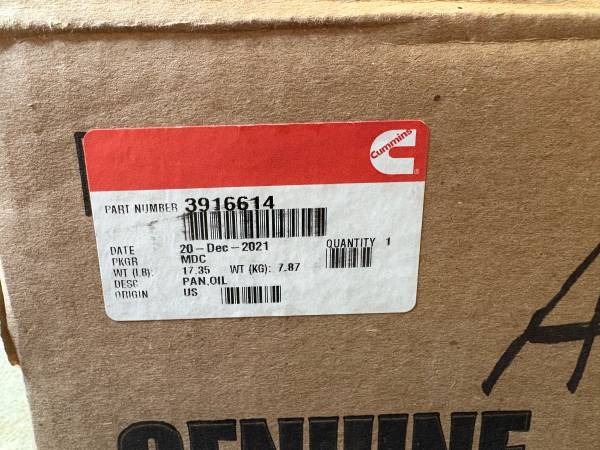 Cummins
PART NUMBER 3916614
DATE 20-Dec-2021 QUANTITY 1
PKGR MDC
WT (LB): 17.35 WT (KG): 7.87
DESC PAN,OIL
ORIGIN US
A
GENUINE